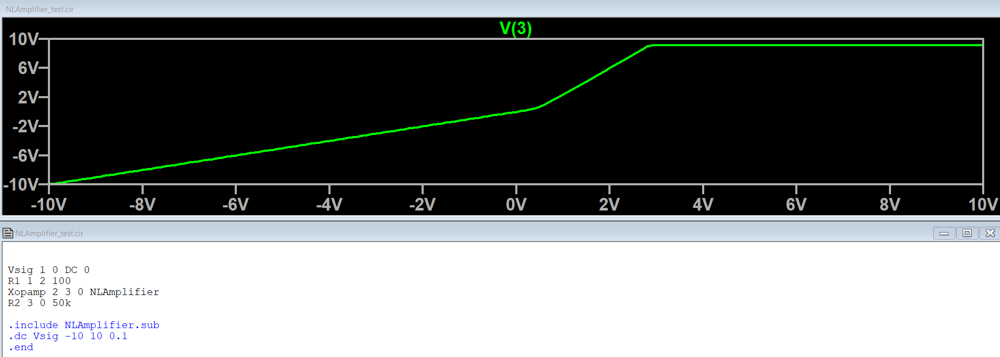 NLAmplifier_test.cir
V(3)
10V
6V
2V
-2V
-6V
-10V
-10V -8V -6V -4V -2V 0V 2V 4V 6V 8V 10V
NLAmplifier_test.cir
Vsig 1 0 DC 0
R1 1 2 100
Xopamp 2 3 0 NLAmplifier
R2 3 0 50k
.include NLAmplifier.sub
.dc Vsig -10 10 0.1
.end